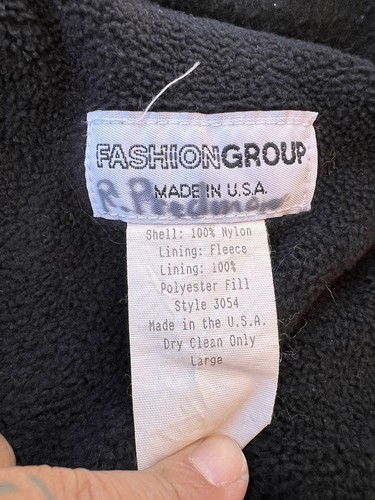 FASHIONGROUP
MADE IN U.S.A.
R.
Shell: 100% Nylon
Lining: Fleece
Lining: 100%
Polyester Fill
Style 3054
Made in the U.S.A.
Dry Clean Only
Large